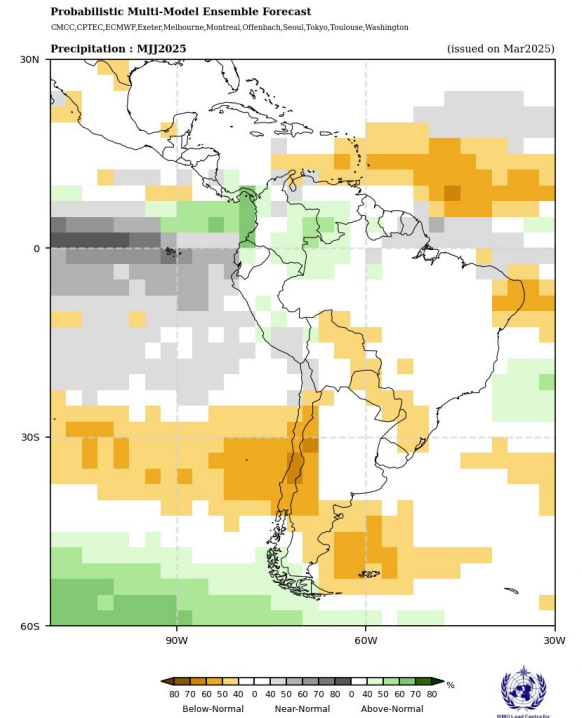 Probabilistic Multi-Model Ensemble Forecast
CMCC,CPTEC,ECMWF,Exeter,Melbourne,Montreal,Offenbach,Seoul,Tokyo,Toulouse,Washington
Precipitation : MJJ2025 (issued on Mar2025)
30N
0
30S
60S
90W 60W 30W
80 70 60 50 40 0 40 50 60 70 80 0 40 50 60 70 80 %
Below-Normal Near-Normal Above-Normal
WMO Lead Centre for